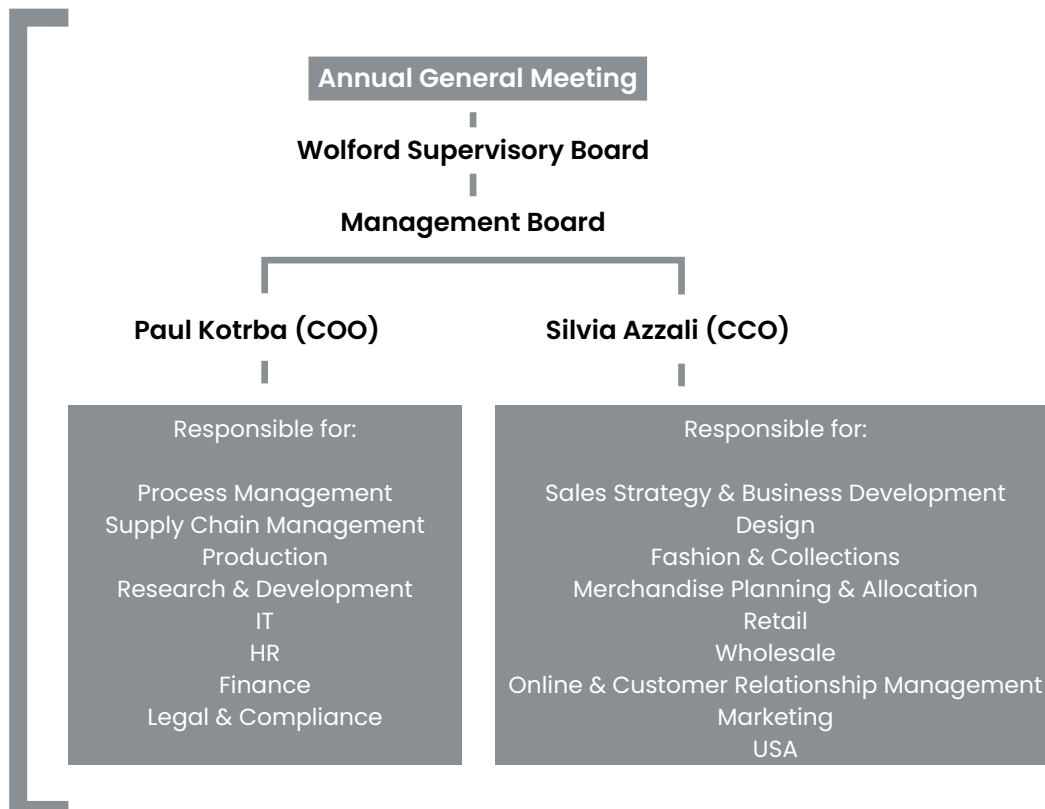 Annual General Meeting
Wolford Supervisory Board
Management Board
Paul Kotrba (COO)
Responsible for:
Process Management
Supply Chain Management
Production
Research & Development
IT
HR
Finance
Legal & Compliance
Silvia Azzali (CCO)
Responsible for:
Sales Strategy & Business Development
Design
Fashion & Collections
Merchandise Planning & Allocation
Retail
Wholesale
Online & Customer Relationship Management
Marketing
USA